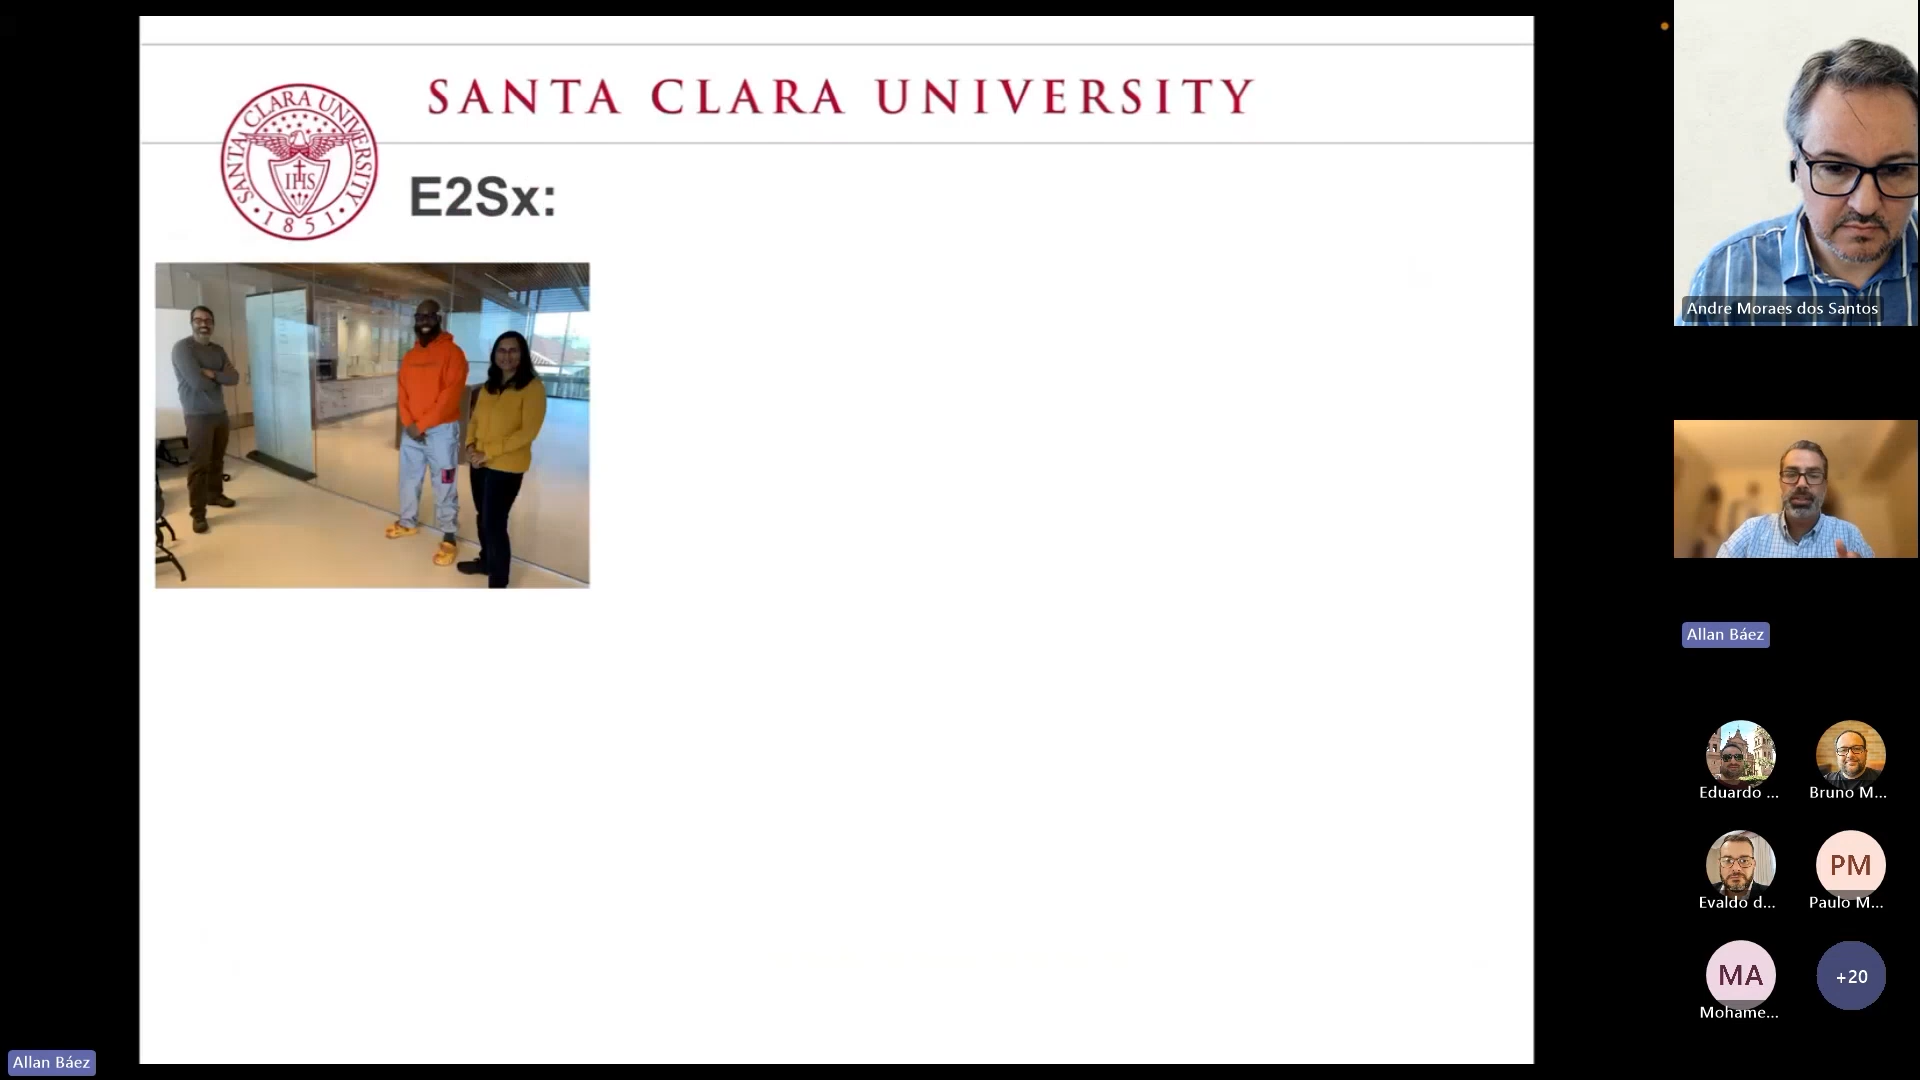 SANTA CLARA UNIVERSITY
SANTA CLARA UNIVERSITY
IHS
· 1851 ·
E2Sx:
Andre Moraes dos Santos
Allan Báez
Eduardo ...
Bruno M...
Evaldo d...
PM
Paulo M...
MA
Mohame...
+20
Allan Báez